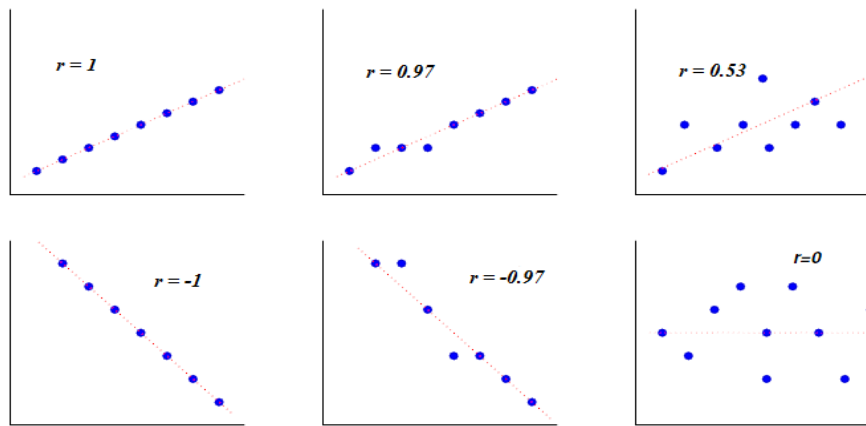 r = 1
r = 0.97
r = 0.53
r = -1
r = -0.97
r=0